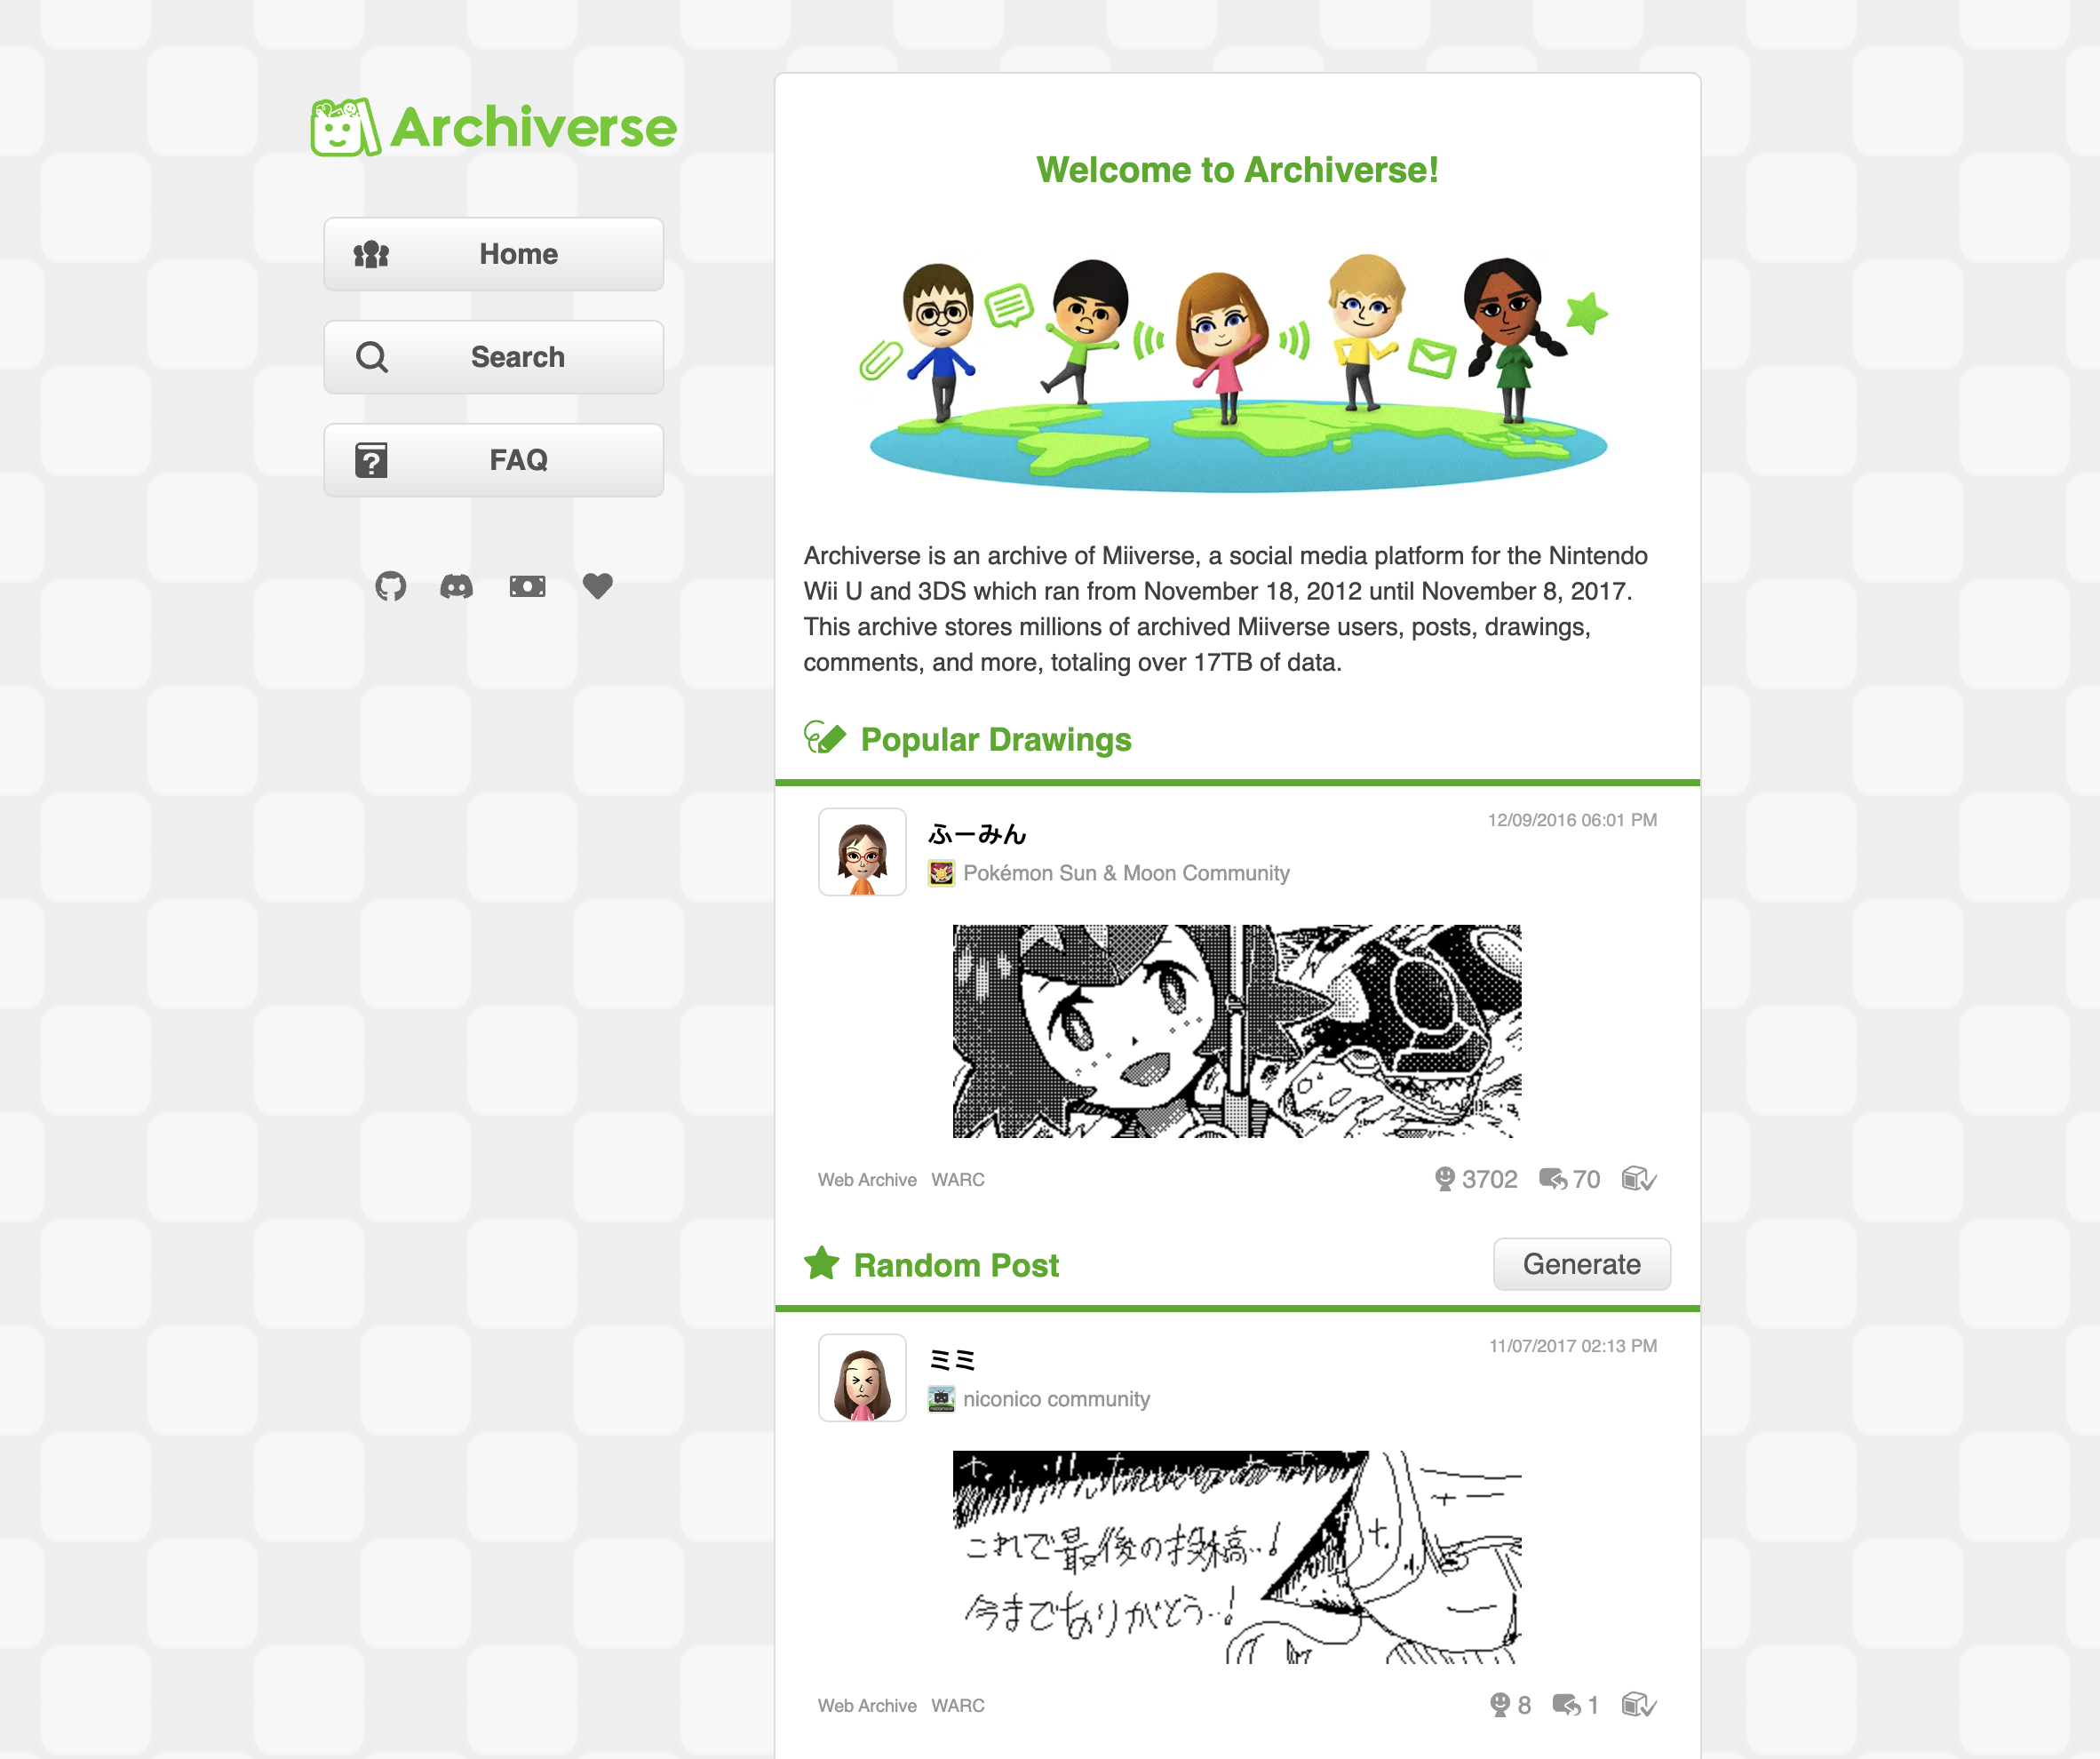 Archiverse
Home
Search
FAQ
Welcome to Archiverse!
Archiverse is an archive of Miiverse, a social media platform for the Nintendo
Wii U and 3DS which ran from November 18, 2012 until November 8, 2017.
This archive stores millions of archived Miiverse users, posts, drawings,
comments, and more, totaling over 17TB of data.
Popular Drawings
ふーみん
12/09/2016 06:01 PM
Pokémon Sun & Moon Community
Web Archive WARC
3702 70
Random Post
Generate
ミミ
11/07/2017 02:13 PM
niconico community
これで最後の投稿‥!
今までありがとう‥!
Web Archive WARC
8 1